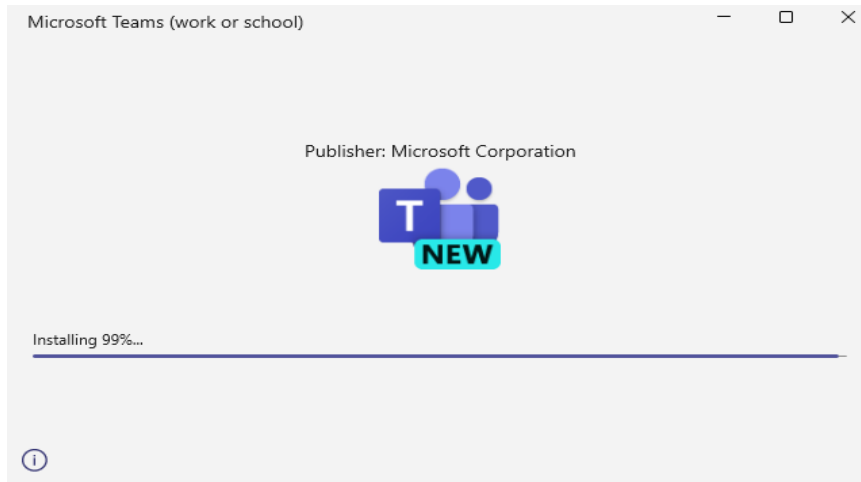 Microsoft Teams (work or school)
Publisher: Microsoft Corporation
T
NEW
Installing 99%...
i